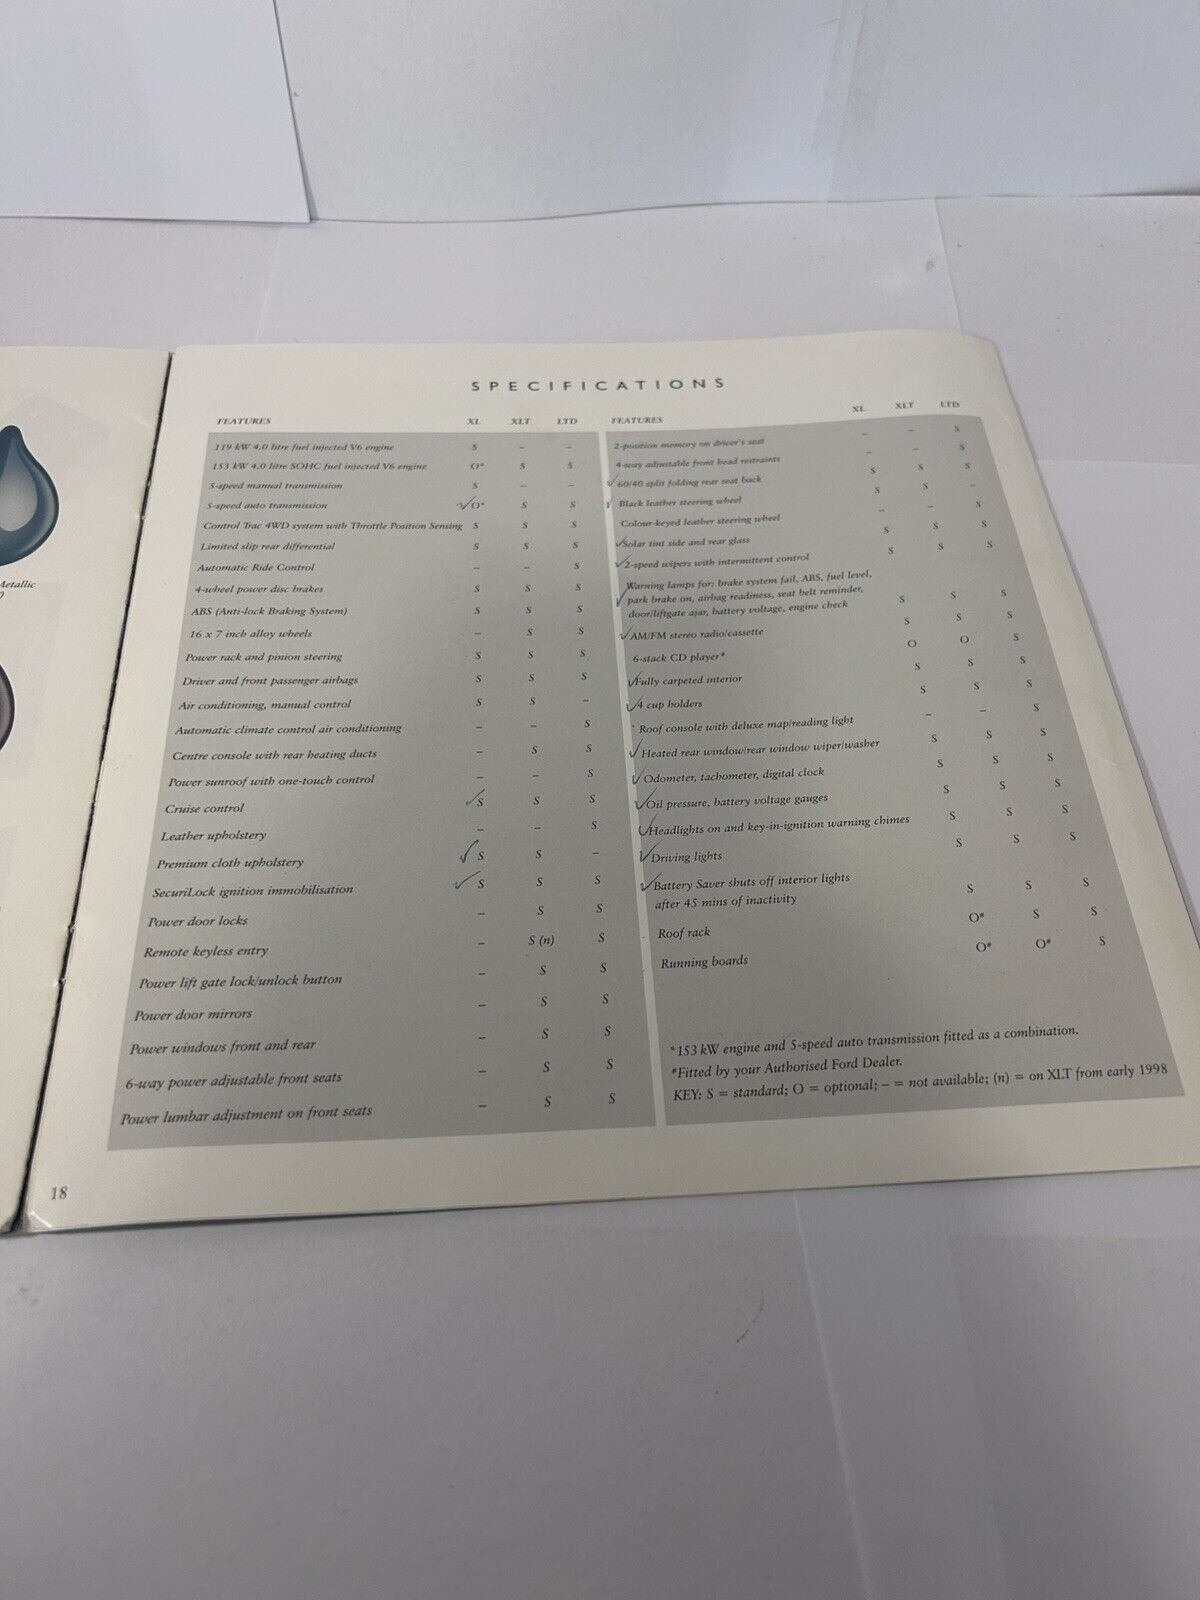 etallic
SPECIFICATIONS
FEATURES XL XLT LTD
119 kW 4.0 litre fuel injected V6 engine S – –
153 kW 4.0 litre SOHC fuel injected V6 engine O* S S
5-speed manual transmission S – –
5-speed auto transmission ✓O* S S
Control Trac 4WD system with Throttle Position Sensing S S S
Limited slip rear differential S S S
Automatic Ride Control – – S
4-wheel power disc brakes S S S
ABS (Anti-lock Braking System) S S S
16 x 7 inch alloy wheels – S S
Power rack and pinion steering S S S
Driver and front passenger airbags S S S
Air conditioning, manual control S S –
Automatic climate control air conditioning – – S
Centre console with rear heating ducts – S S
Power sunroof with one-touch control – – S
Cruise control ✓S S S
Leather upholstery – – S
Premium cloth upholstery ✓S S –
SecuriLock ignition immobilisation ✓S S S
Power door locks – S S
Remote keyless entry – S (n) S
Power lift gate lock/unlock button – S S
Power door mirrors – S S
Power windows front and rear – S S
6-way power adjustable front seats – S S
Power lumbar adjustment on front seats – S S
18
FEATURES XL XLT LTD
2-position memory on driver's seat – – S
4-way adjustable front head restraints – – S
✓60/40 split folding rear seat back S S S
✓Black leather steering wheel S S –
Colour-keyed leather steering wheel – – S
✓Solar tint side and rear glass S S S
✓2-speed wipers with intermittent control S S S
Warning lamps for: brake system fail, ABS, fuel level,
✓park brake on, airbag readiness, seat belt reminder,
door/liftgate ajar, battery voltage, engine check S S S
✓AM/FM stereo radio/cassette S S S
6-stack CD player# O O S
✓Fully carpeted interior S S S
✓4 cup holders S S S
Roof console with deluxe map/reading light – – S
✓Heated rear window/rear window wiper/washer S S S
✓Odometer, tachometer, digital clock S S S
✓Oil pressure, battery voltage gauges S S S
✓Headlights on and key-in-ignition warning chimes S S S
✓Driving lights S S S
✓Battery Saver shuts off interior lights
after 45 mins of inactivity S S S
Roof rack O# S S
Running boards O# O# S
*153 kW engine and 5-speed auto transmission fitted as a combination.
#Fitted by your Authorised Ford Dealer.
KEY: S = standard; O = optional; – = not available; (n) = on XLT from early 1998